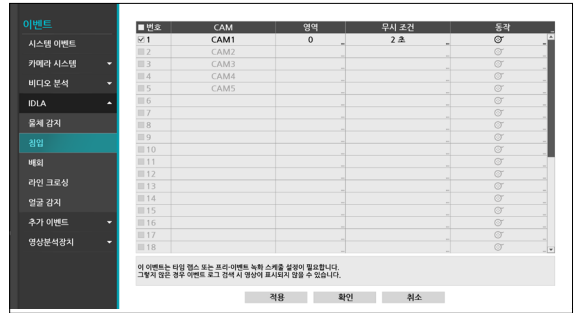 이벤트
시스템 이벤트
카메라 시스템
비디오 분석
IDLA
물체 감지
침입
배회
라인 크로싱
얼굴 감지
추가 이벤트
영상분석장치
번호 CAM 영역 무시 조건 동작
1 CAM1 0 2 초
2 CAM2
3 CAM3
4 CAM4
5 CAM5
6
7
8
9
10
11
12
13
14
15
16
17
18
이 이벤트는 타임 랩스 또는 프리-이벤트 녹화 스케줄 설정이 필요합니다.
그렇지 않은 경우 이벤트 로그 검색 시 영상이 표시되지 않을 수 있습니다.
적용 확인 취소